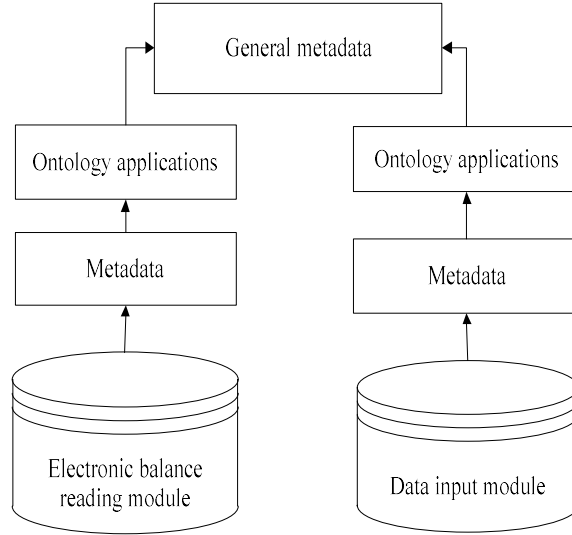 General metadata
Ontology applications
Ontology applications
Metadata
Metadata
Electronic balance
reading module
Data input module